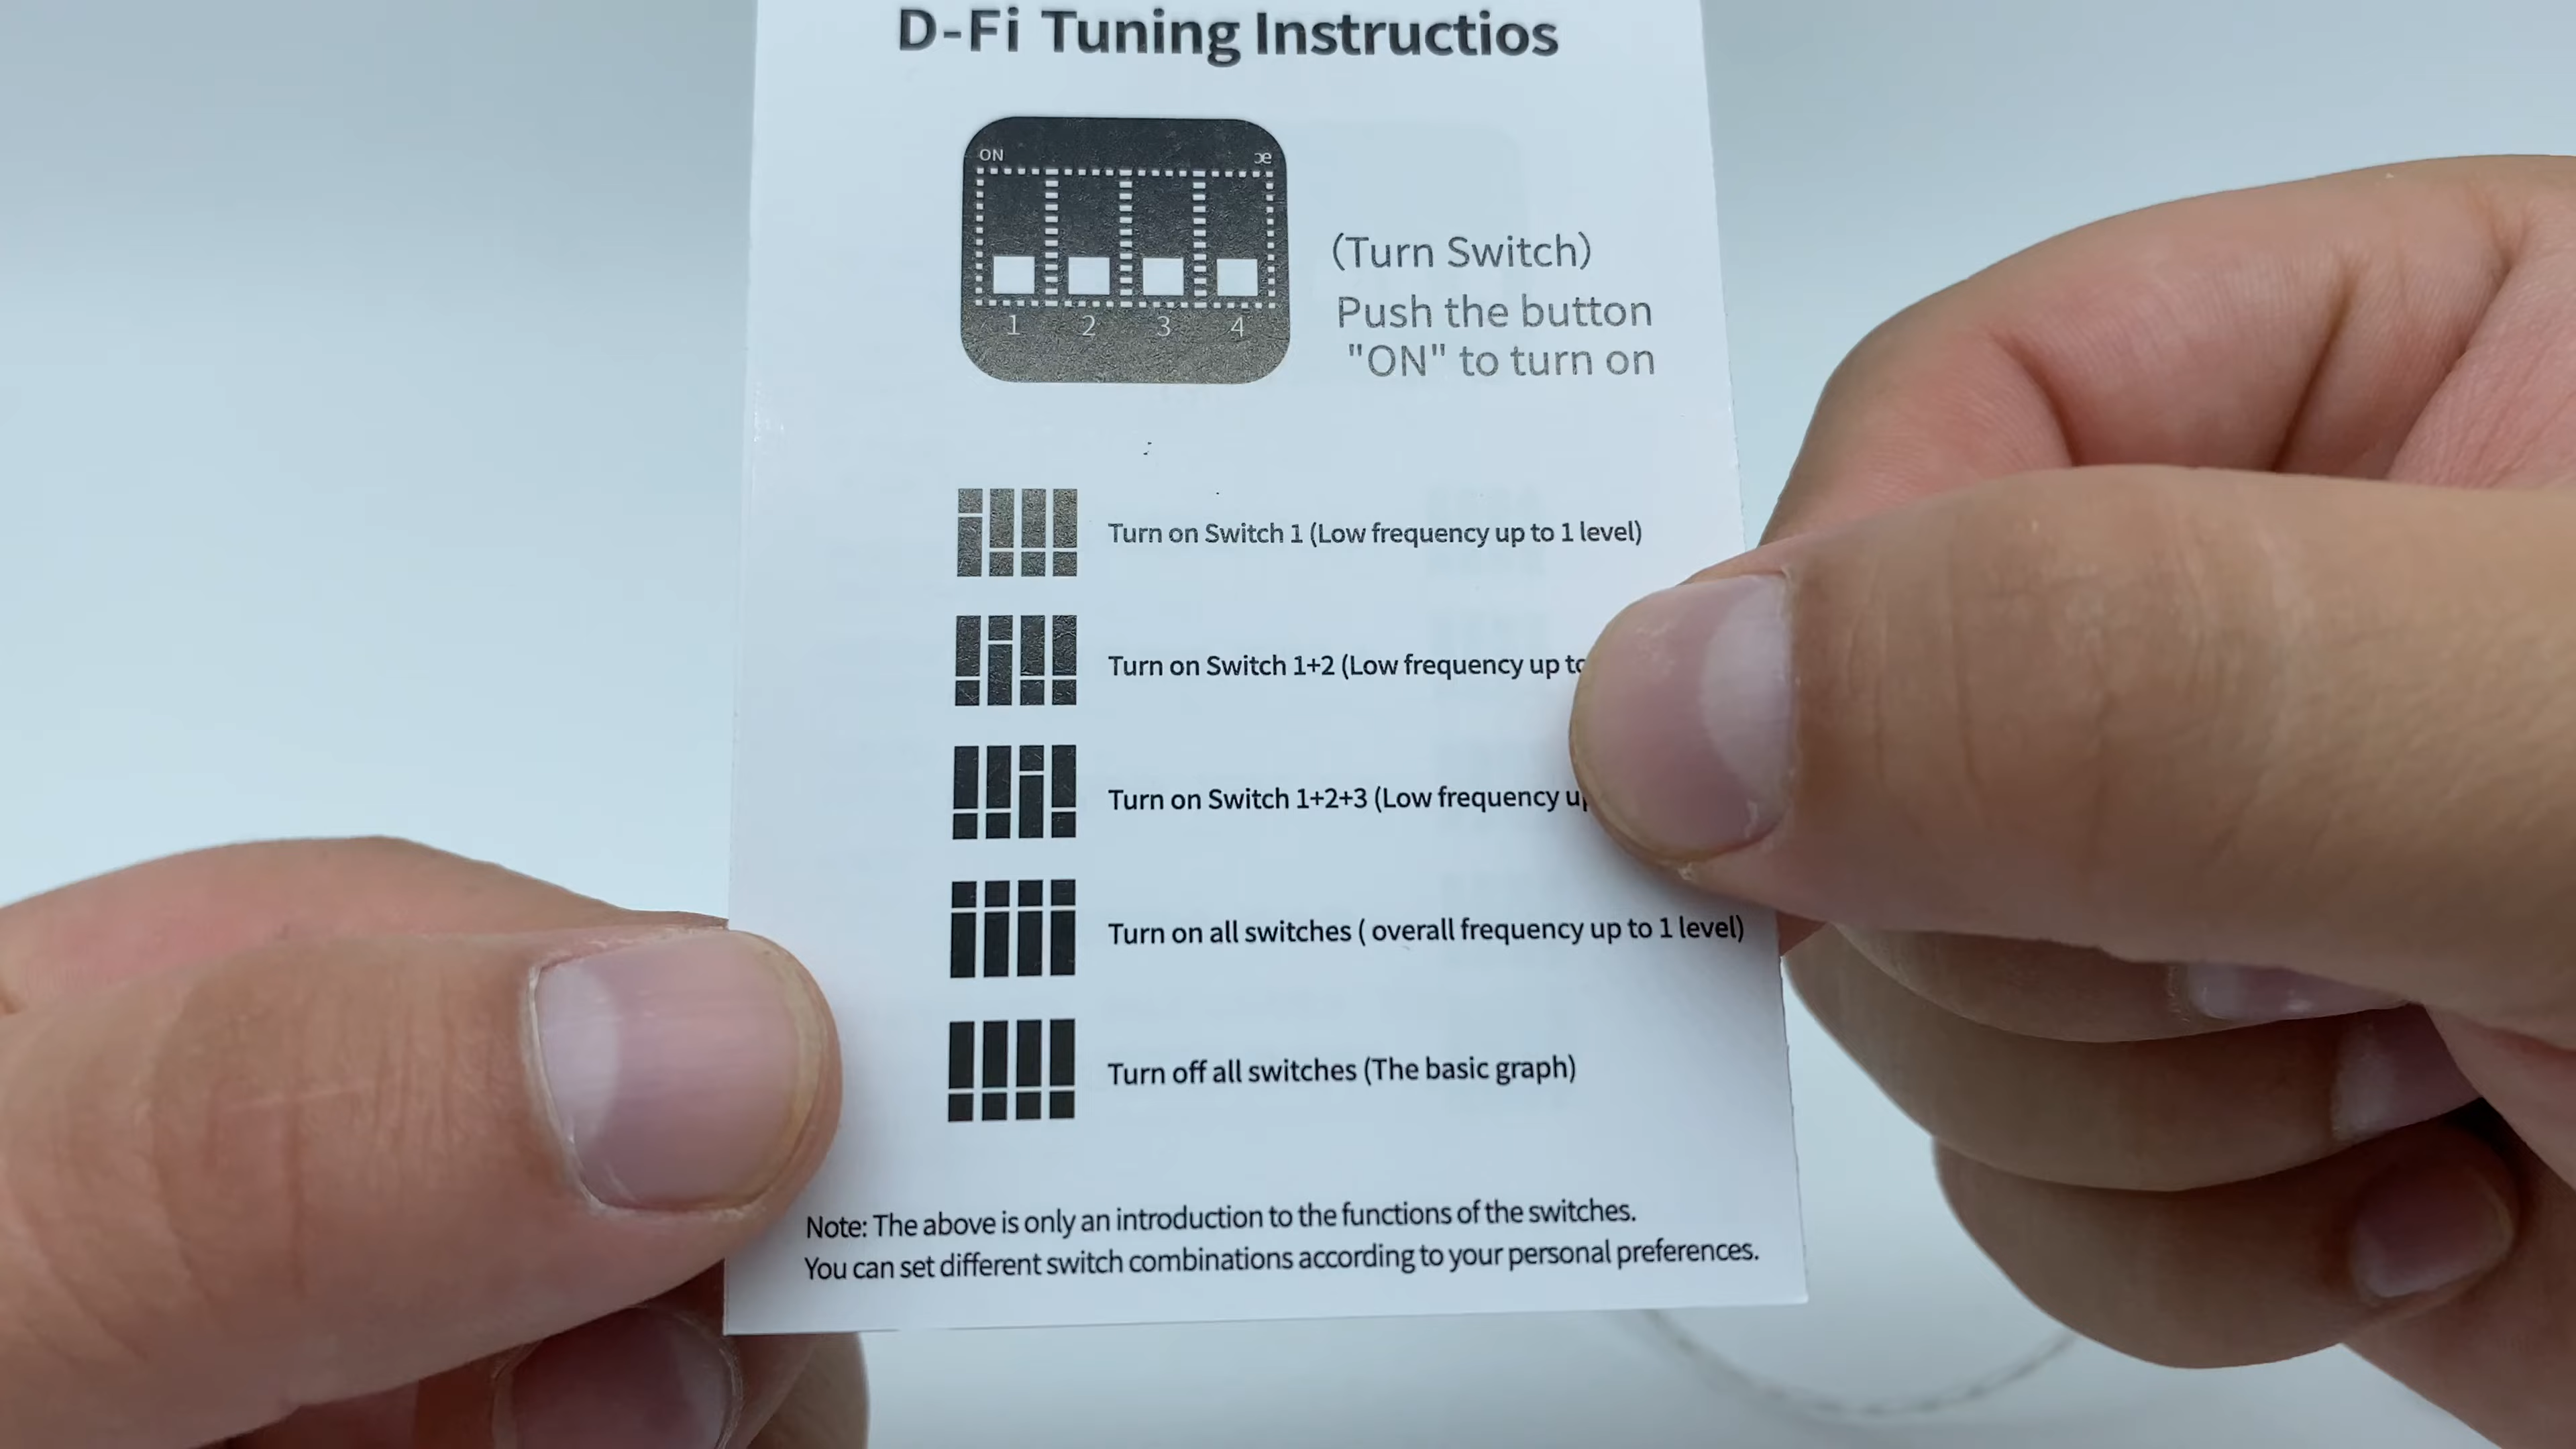 D-Fi Tuning Instructios
ON
1 2 3 4
(Turn Switch)
Push the button
"ON" to turn on
Turn on Switch 1 (Low frequency up to 1 level)
Turn on Switch 1+2 (Low frequency up to
Turn on Switch 1+2+3 (Low frequency
Turn on all switches ( overall frequency up to 1 level)
Turn off all switches (The basic graph)
Note: The above is only an introduction to the functions of the switches.
You can set different switch combinations according to your personal preferences.